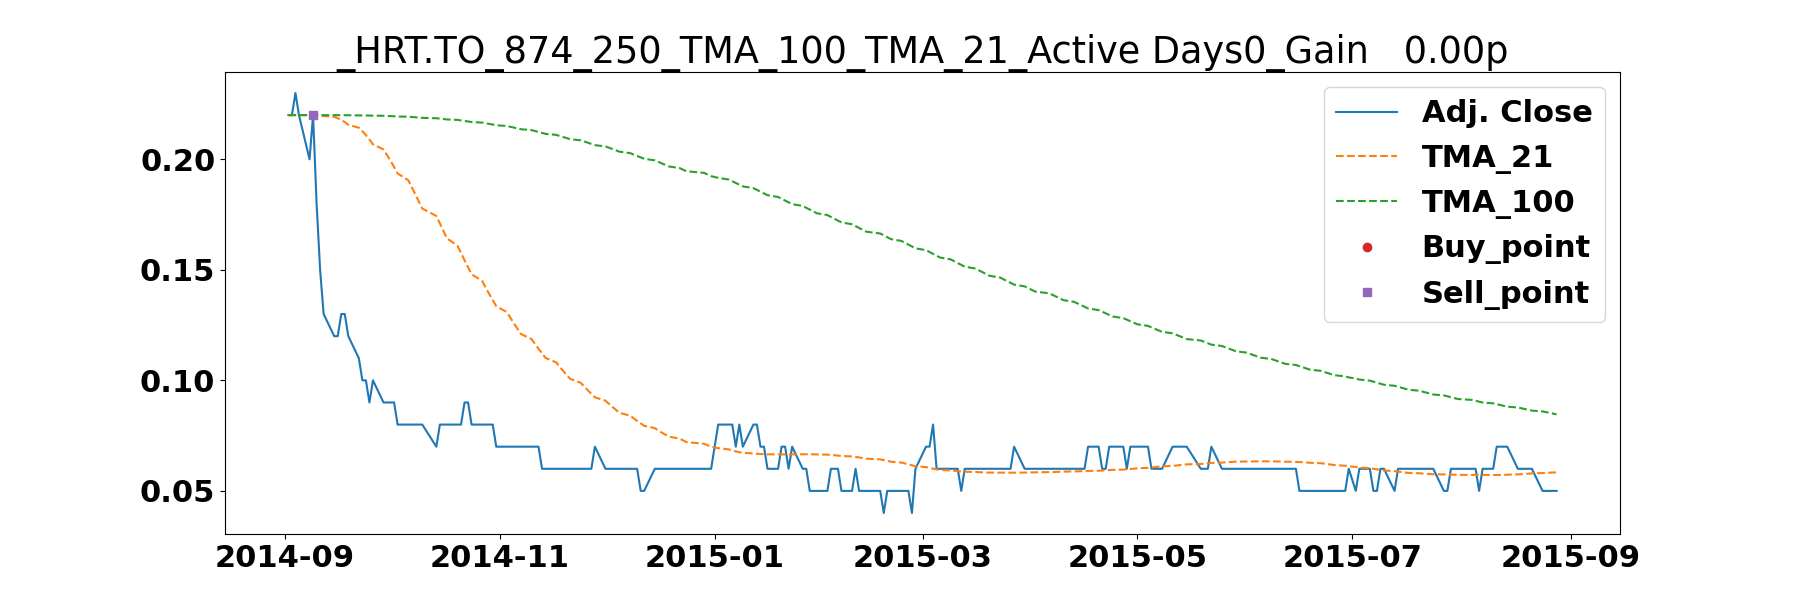 _HRT.TO_874_250_TMA_100_TMA_21_Active Days0_Gain   0.00p
Adj. Close
TMA_21
TMA_100
Buy_point
Sell_point
0.20
0.15
0.10
0.05
2014-09 2014-11 2015-01 2015-03 2015-05 2015-07 2015-09